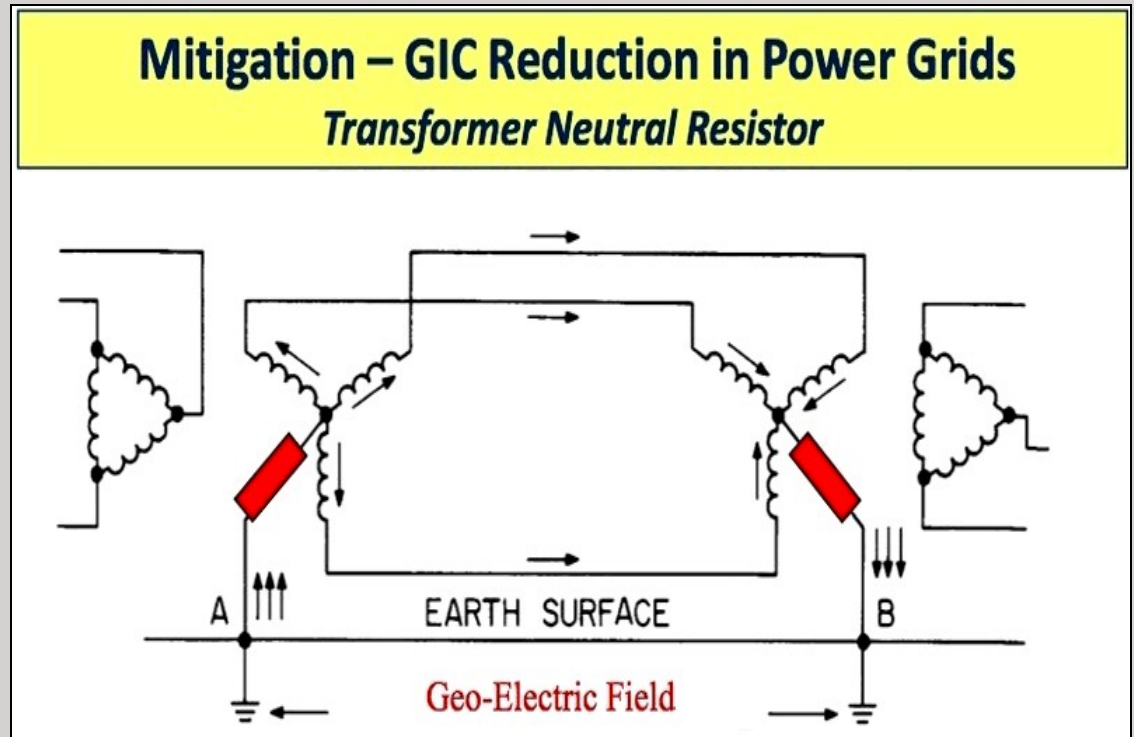 Mitigation – GIC Reduction in Power Grids
Transformer Neutral Resistor
A
EARTH SURFACE
B
Geo-Electric Field